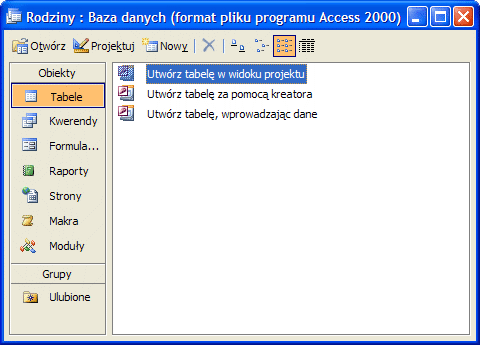 Rodziny : Baza danych (format pliku programu Access 2000)
Otwórz Projektuj Nowy
Obiekty
Tabele
Kwerendy
Formula...
Raporty
Strony
Makra
Moduły
Grupy
Ulubione
Utwórz tabelę w widoku projektu
Utwórz tabelę za pomocą kreatora
Utwórz tabelę, wprowadzając dane